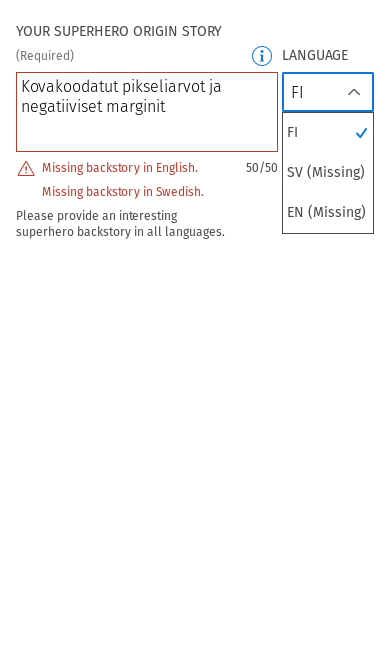 YOUR SUPERHERO ORIGIN STORY
(Required)
LANGUAGE
Kovakoodatut pikseliarvot ja
negatiiviset marginit
FI
FI
SV (Missing)
EN (Missing)
Missing backstory in English.
50/50
Missing backstory in Swedish.
Please provide an interesting
superhero backstory in all languages.